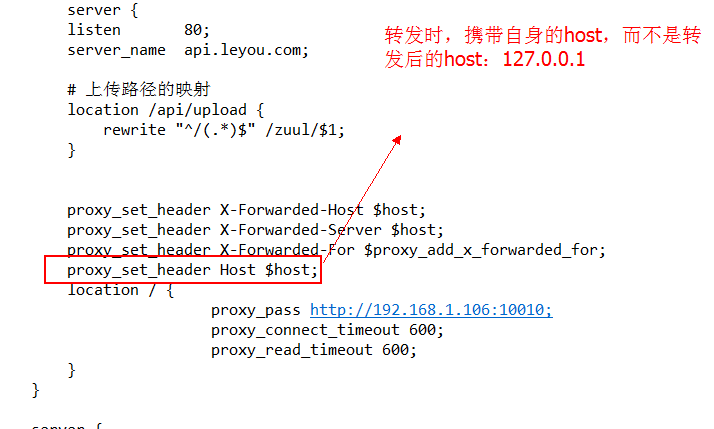 server {
listen       80;
server_name  api.leyou.com;
转发时，携带自身的host，而不是转
发后的host：127.0.0.1
# 上传路径的映射
location /api/upload {
rewrite "^/(.*)$" /zuul/$1;
}
proxy_set_header X-Forwarded-Host $host;
proxy_set_header X-Forwarded-Server $host;
proxy_set_header X-Forwarded-For $proxy_add_x_forwarded_for;
proxy_set_header Host $host;
location / {
proxy_pass http://192.168.1.106:10010;
proxy_connect_timeout 600;
proxy_read_timeout 600;
}
}
server {